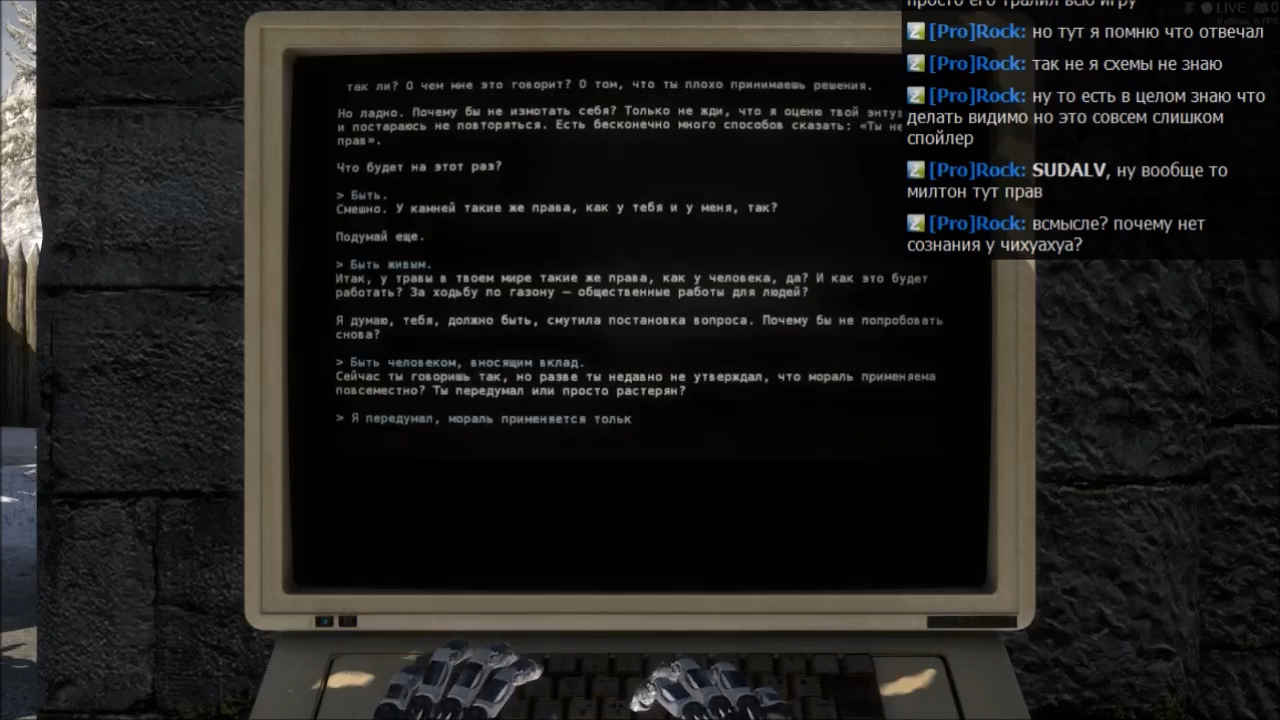 так ли? О чем мне это говорит? О том, что ты плохо принимаешь решения.
Но ладно. Почему бы не измотать себя? Только не жди, что я оценю твой
и постараюсь не повторяться. Есть бесконечно много способов сказать: «Ты не
прав».
Что будет на этот раз?
> Быть.
Смешно. У камней такие же права, как у тебя и у меня, так?
Подумай еще.
> Быть живым.
Итак, у травы в твоем мире такие же права, как у человека, да? И как это будет
работать? За ходьбу по газону — общественные работы для людей?
Я думаю, тебя, должно быть, смутила постановка вопроса. Почему бы не попробовать
снова?
> Быть человеком, вносящим вклад.
Сейчас ты говоришь так, но разве ты недавно не утверждал, что мораль применяема
повсеместно? Ты передумал или просто растерян?
> Я передумал, мораль применяется тольк
просто его тралил всю игру
[Pro]Rock: но тут я помню что отвечал
[Pro]Rock: так не я схемы не знаю
[Pro]Rock: ну то есть в целом знаю что
делать видимо но это совсем слишком
спойлер
[Pro]Rock: SUDALV, ну вообще то
милтон тут прав
[Pro]Rock: всмысле? почему нет
сознания у чихуахуа?
LIVE